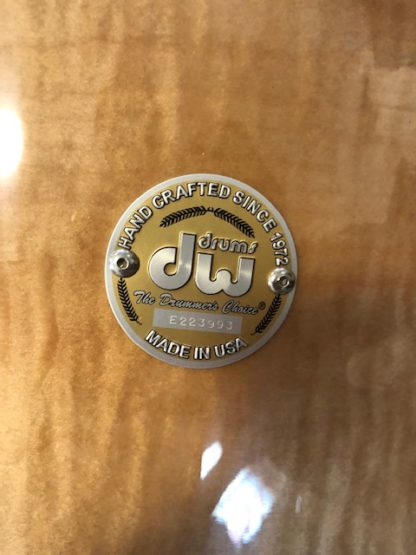 HAND CRAFTED SINCE 1972
drums
dw
The Drummer's Choice®
E223993
MADE IN USA